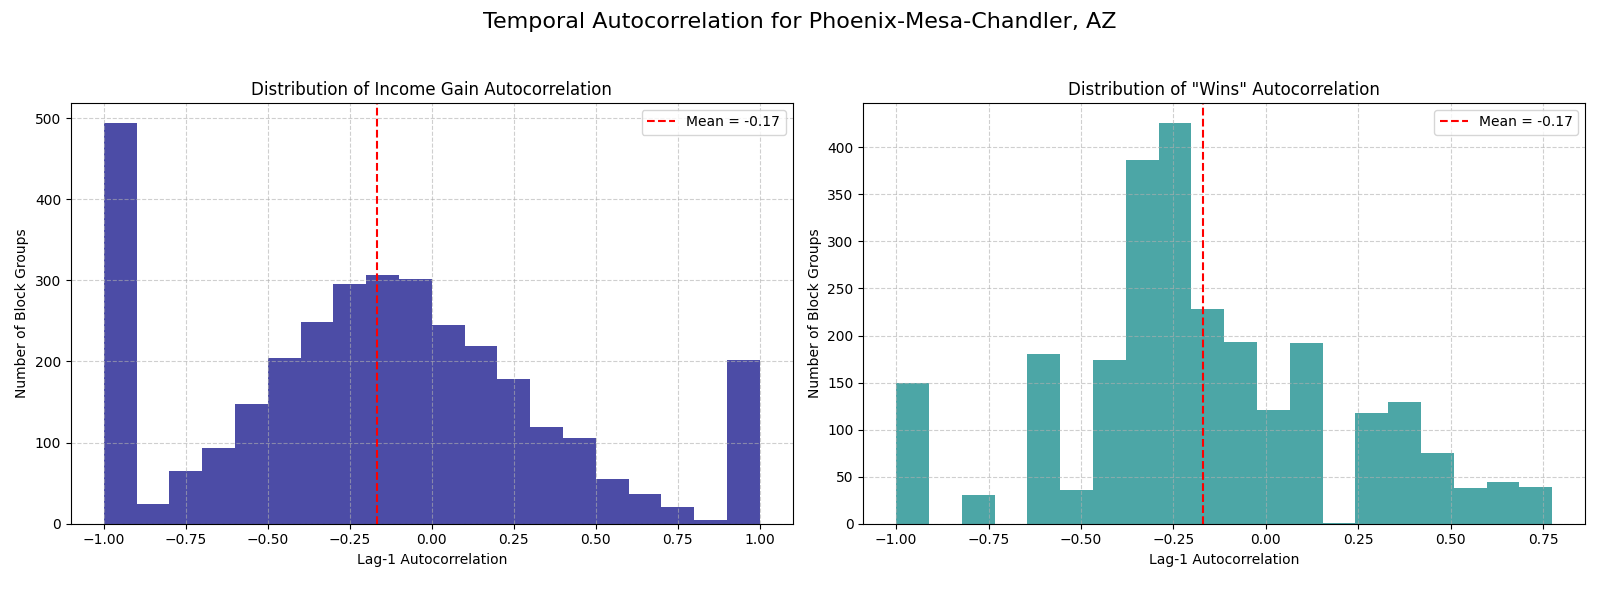 Temporal Autocorrelation for Phoenix-Mesa-Chandler, AZ
Distribution of Income Gain Autocorrelation
Mean = -0.17
Number of Block Groups
500
400
300
200
100
0
−1.00 −0.75 −0.50 −0.25 0.00 0.25 0.50 0.75 1.00
Lag-1 Autocorrelation
Distribution of "Wins" Autocorrelation
Mean = -0.17
Number of Block Groups
400
350
300
250
200
150
100
50
0
−1.00 −0.75 −0.50 −0.25 0.00 0.25 0.50 0.75
Lag-1 Autocorrelation